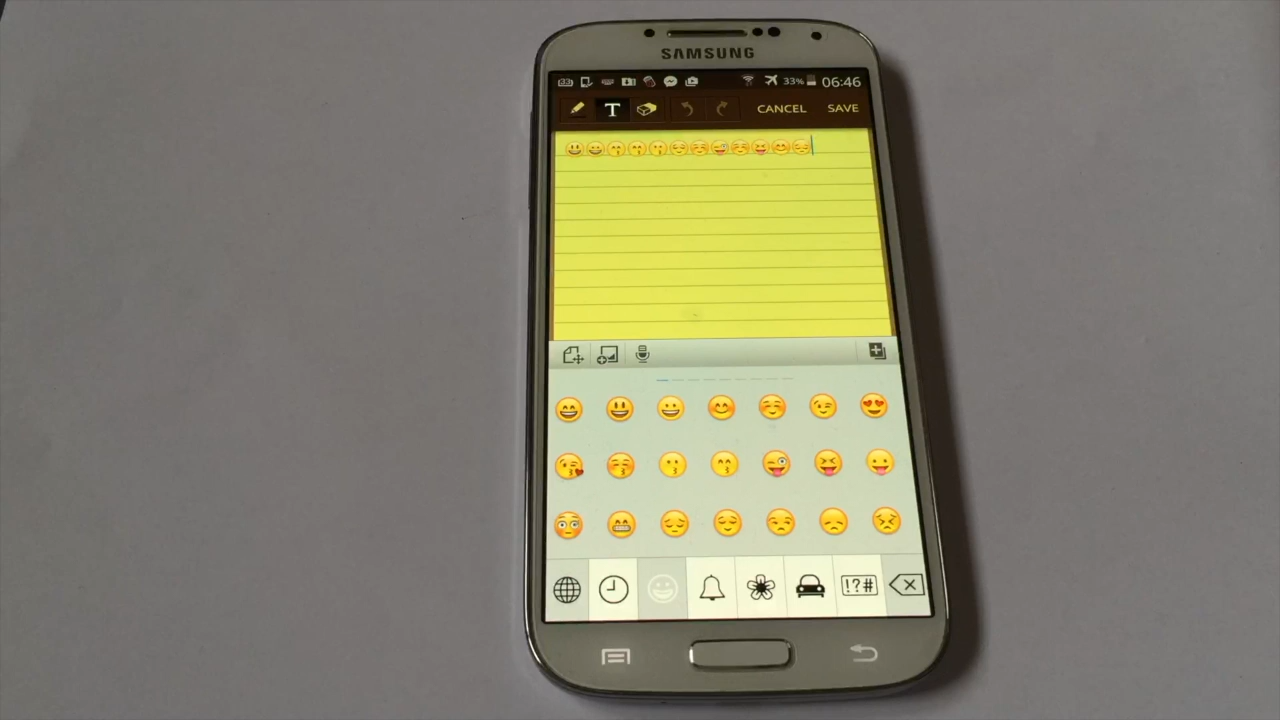 SAMSUNG
33% 06:46
T CANCEL SAVE
😃😀😙😙😗😌☺😜☺😝😊😔
!?#